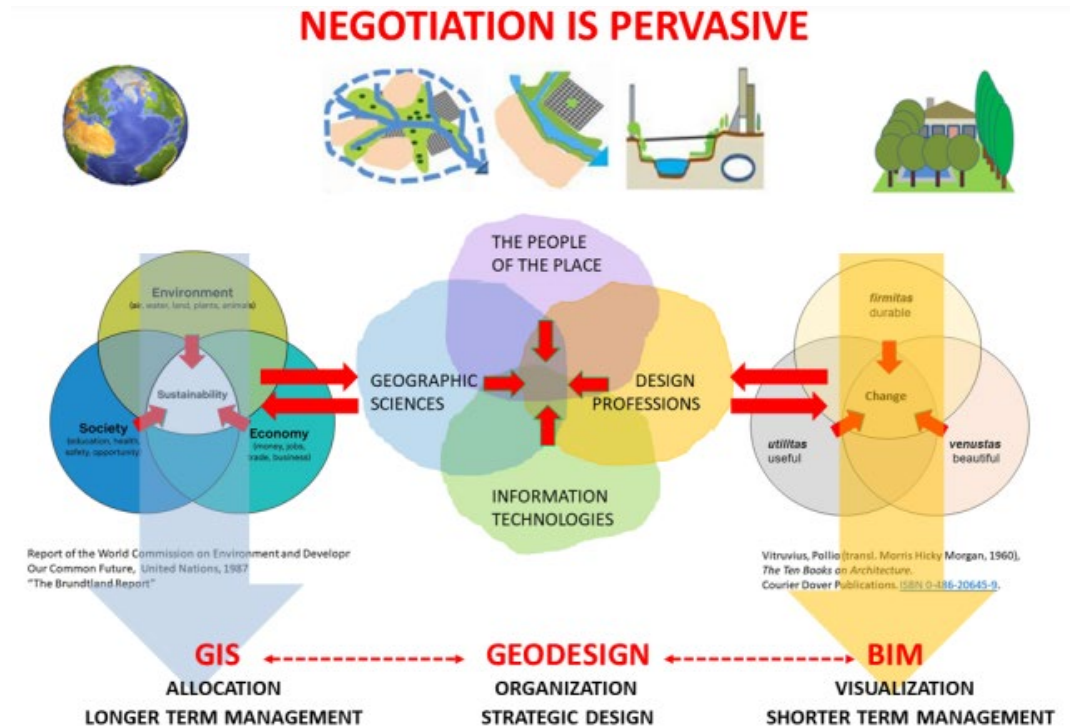 NEGOTIATION IS PERVASIVE
Environment
(air, water, land, plants, animals)
Sustainability
Society
(education, health,
safety, opportunity)
Economy
(money, jobs,
trade, business)
THE PEOPLE
OF THE PLACE
GEOGRAPHIC
SCIENCES
DESIGN
PROFESSIONS
INFORMATION
TECHNOLOGIES
firmitas
durable
Change
utilitas
useful
venustas
beautiful
Report of the World Commission on Environment and Developr
Our Common Future, United Nations, 1987
"The Brundtland Report"
Vitruvius, Pollio (transl. Morris Hicky Morgan, 1960),
The Ten Books on Architecture.
Courier Dover Publications. ISBN 0-486-20645-9.
GIS
ALLOCATION
LONGER TERM MANAGEMENT
GEODESIGN
ORGANIZATION
STRATEGIC DESIGN
BIM
VISUALIZATION
SHORTER TERM MANAGEMENT